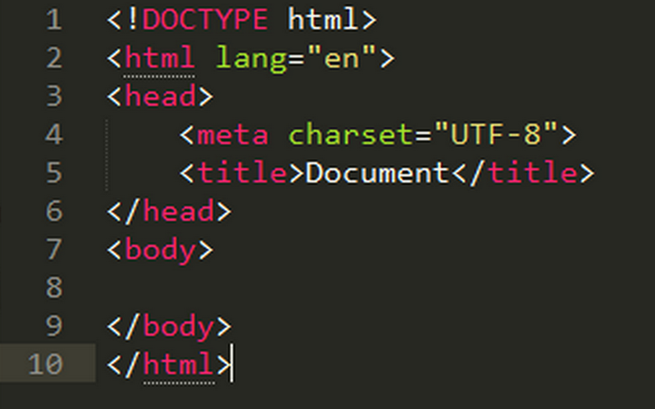 1 <!DOCTYPE html>
2 <html lang="en">
3 <head>
4     <meta charset="UTF-8">
5     <title>Document</title>
6 </head>
7 <body>
8
9 </body>
10 </html>